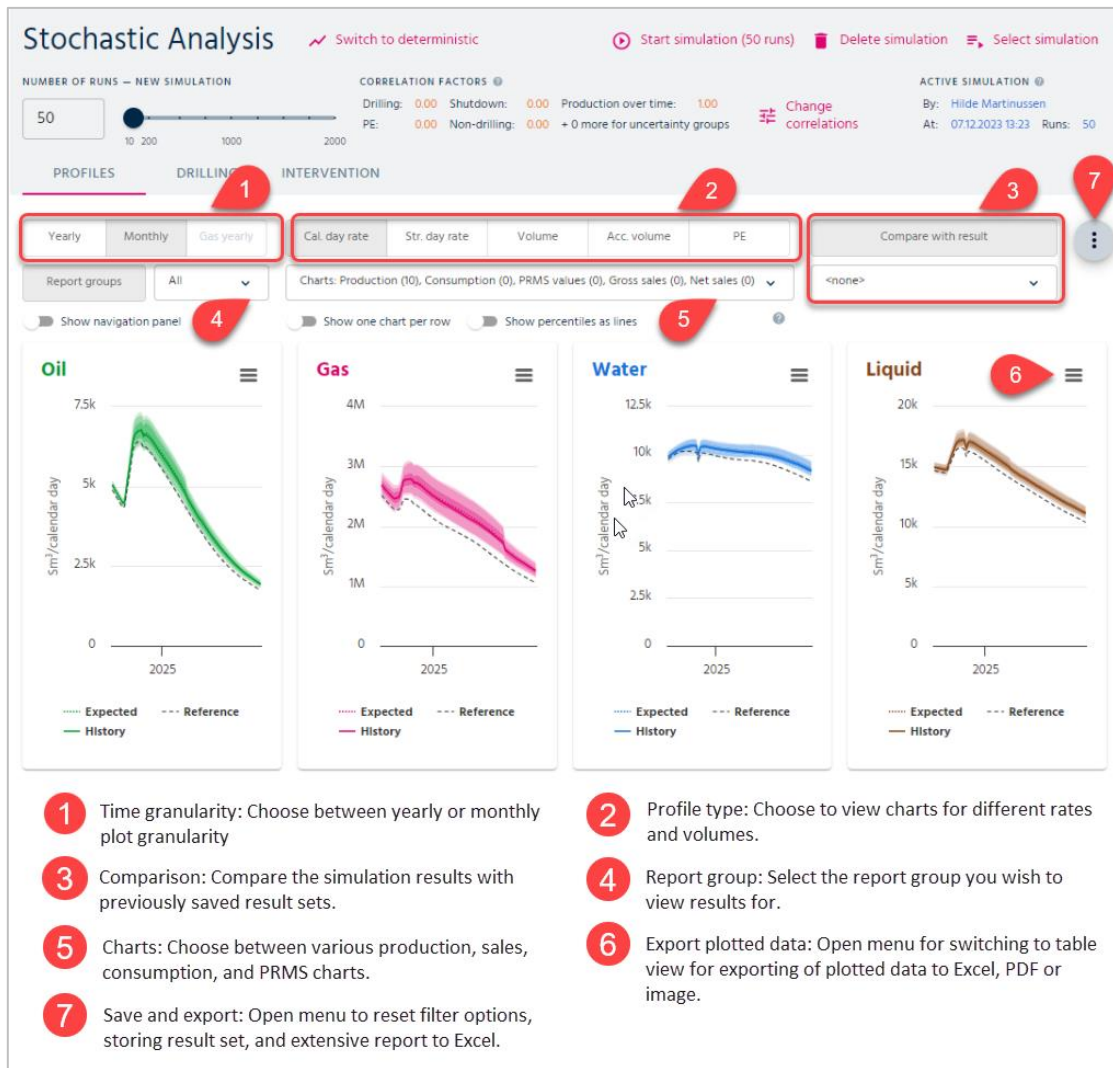 Stochastic Analysis
Switch to deterministic
Start simulation (50 runs)
Delete simulation
Select simulation
NUMBER OF RUNS – NEW SIMULATION
50
10 200 1000 2000
CORRELATION FACTORS
Drilling: 0.00 Shutdown: 0.00 Production over time: 1.00
PE: 0.00 Non-drilling: 0.00 + 0 more for uncertainty groups
Change
correlations
ACTIVE SIMULATION
By: Hilde Martinussen
At: 07.12.2023 13:23 Runs: 50
PROFILES
INTERVENTION
1
2
3
7
Yearly Monthly Gas yearly
Cal. day rate Str. day rate Volume Acc. volume PE
Compare with result
Report groups
All
Charts: Production (10), Consumption (0), PRMS values (0), Gross sales (0), Net sales (0)
<none>
4
5
Show navigation panel
Show one chart per row
Show percentiles as lines
Oil
7.5k
5k
2.5k
0
Sm³/calendar day
2025
Expected Reference
History
Gas
4M
3M
2M
1M
0
Sm³/calendar day
2025
Expected Reference
History
Water
12.5k
10k
5k
2.5k
0
Sm³/calendar day
2025
Expected Reference
History
Liquid
6
20k
15k
10k
5k
0
Sm³/calendar day
2025
Expected Reference
History
1 Time granularity: Choose between yearly or monthly
plot granularity
2 Profile type: Choose to view charts for different rates
and volumes.
3 Comparison: Compare the simulation results with
previously saved result sets.
4 Report group: Select the report group you wish to
view results for.
5 Charts: Choose between various production, sales,
consumption, and PRMS charts.
6 Export plotted data: Open menu for switching to table
view for exporting of plotted data to Excel, PDF or
image.
7 Save and export: Open menu to reset filter options,
storing result set, and extensive report to Excel.